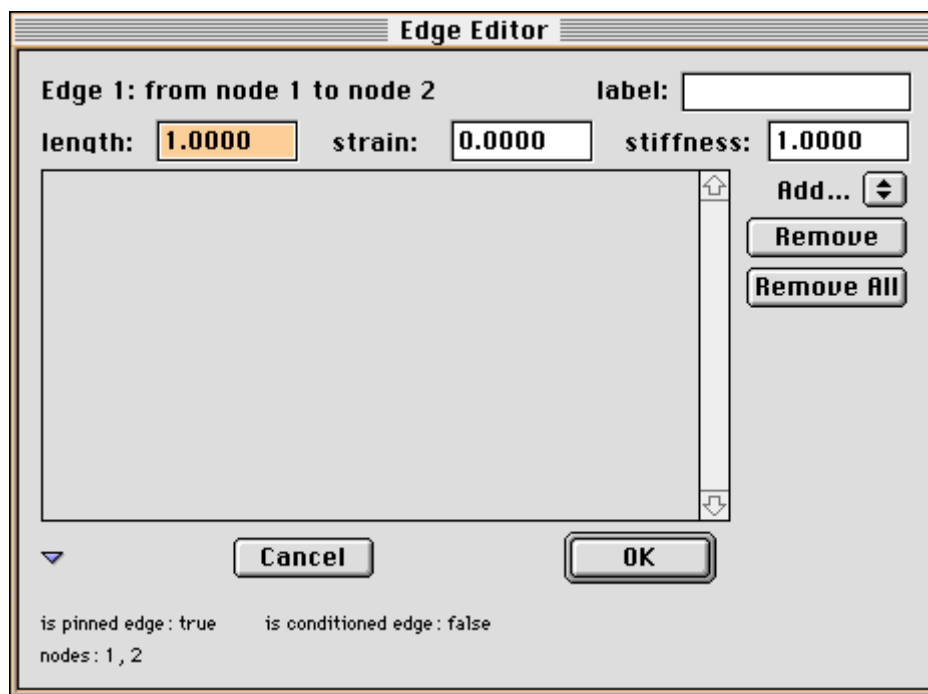 Edge Editor
Edge 1: from node 1 to node 2 label:
length: 1.0000 strain: 0.0000 stiffness: 1.0000
Add...
Remove
Remove All
Cancel OK
is pinned edge: true is conditioned edge: false
nodes: 1, 2